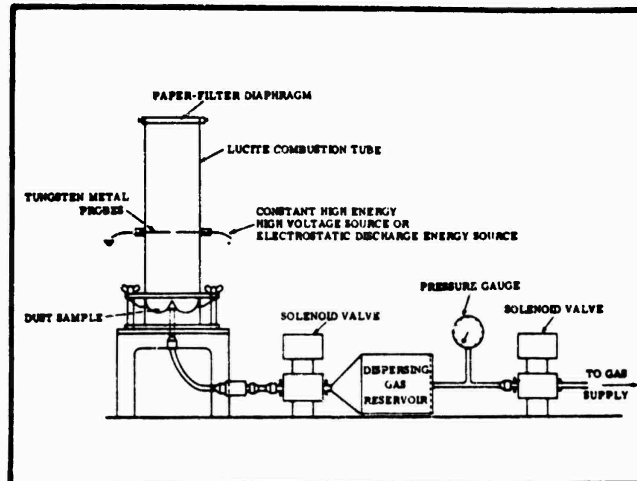 PAPER-FILTER DIAPHRAGM
LUCITE COMBUSTION TUBE
TUNGSTEN METAL
PROBES
CONSTANT HIGH ENERGY
HIGH VOLTAGE SOURCE OR
ELECTROSTATIC DISCHARGE ENERGY SOURCE
DUST SAMPLE
SOLENOID VALVE
PRESSURE GAUGE
SOLENOID VALVE
DISPERSING
GAS
RESERVOIR
TO GAS
SUPPLY